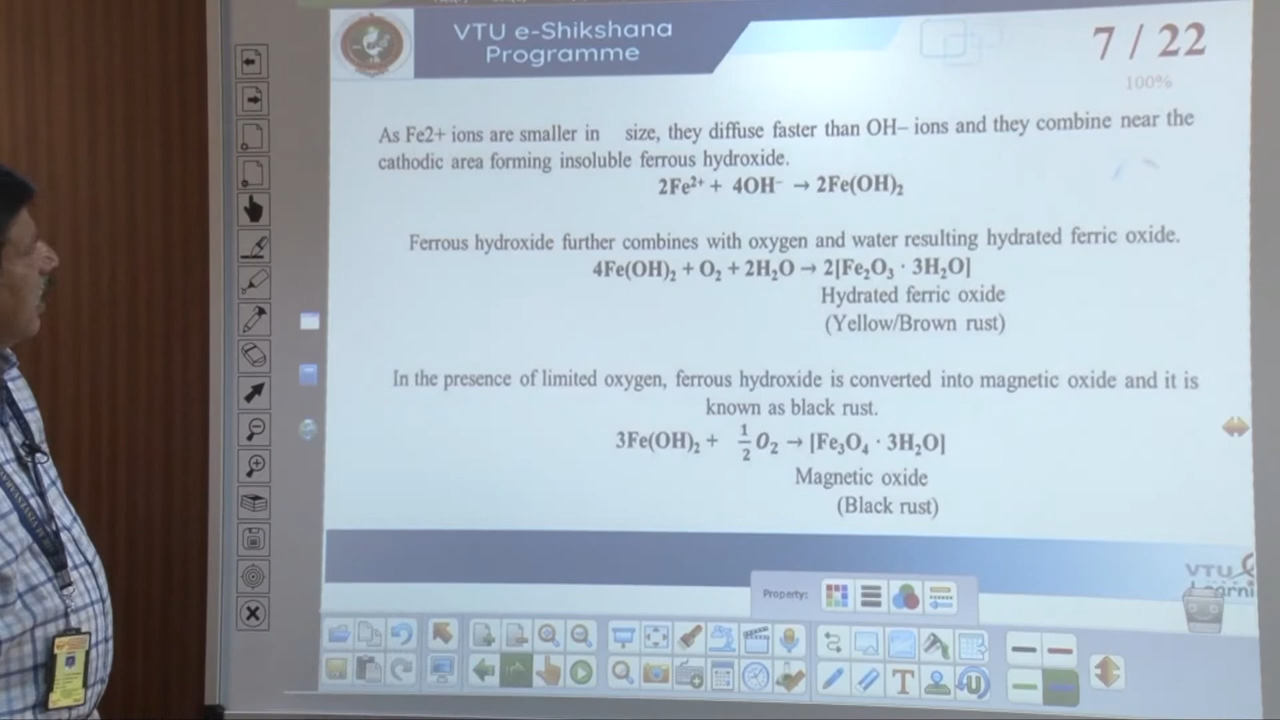 VTU e-Shikshana
Programme
7 / 22
100%
As Fe2+ ions are smaller in size, they diffuse faster than OH– ions and they combine near the
cathodic area forming insoluble ferrous hydroxide.
2Fe²⁺ + 4OH⁻ → 2Fe(OH)₂
Ferrous hydroxide further combines with oxygen and water resulting hydrated ferric oxide.
4Fe(OH)₂ + O₂ + 2H₂O → 2[Fe₂O₃ · 3H₂O]
Hydrated ferric oxide
(Yellow/Brown rust)
In the presence of limited oxygen, ferrous hydroxide is converted into magnetic oxide and it is
known as black rust.
3Fe(OH)₂ + ½ O₂ → [Fe₃O₄ · 3H₂O]
Magnetic oxide
(Black rust)
VTU
Learni
Property: